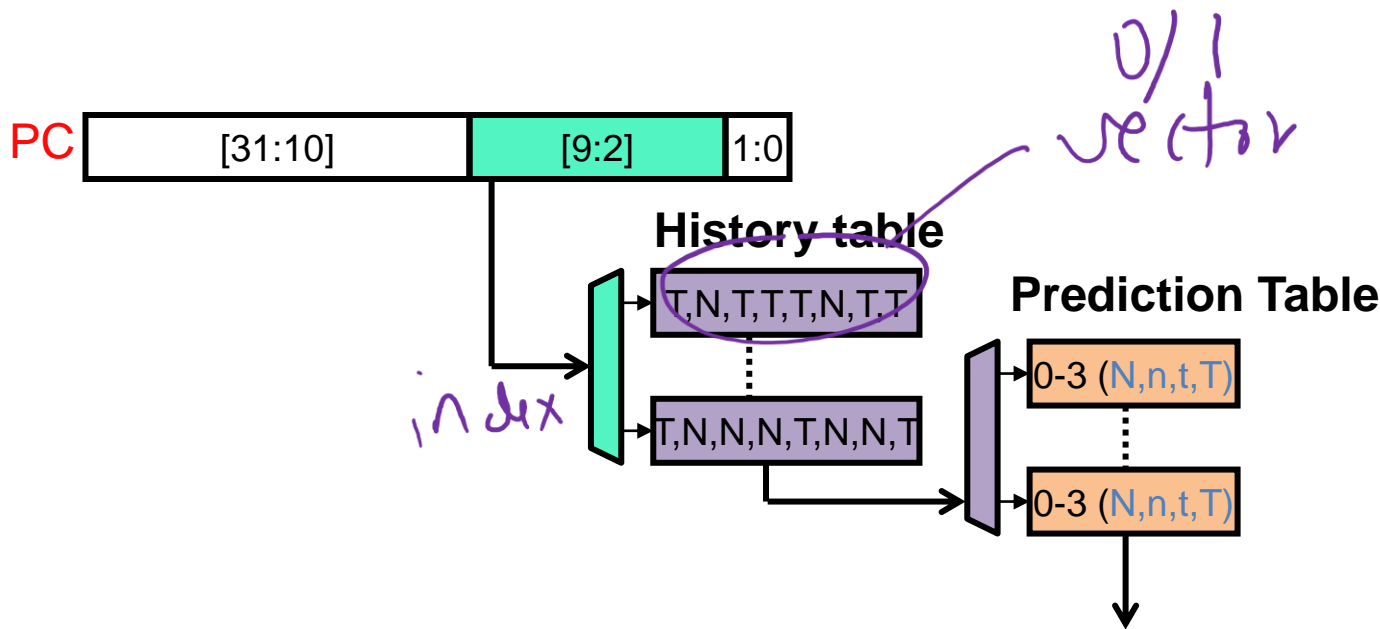 0/1
vector
PC [31:10] [9:2] 1:0
History table
T,N,T,T,T,N,T,T
Prediction Table
0-3 (N,n,t,T)
index
T,N,N,N,T,N,N,T
0-3 (N,n,t,T)